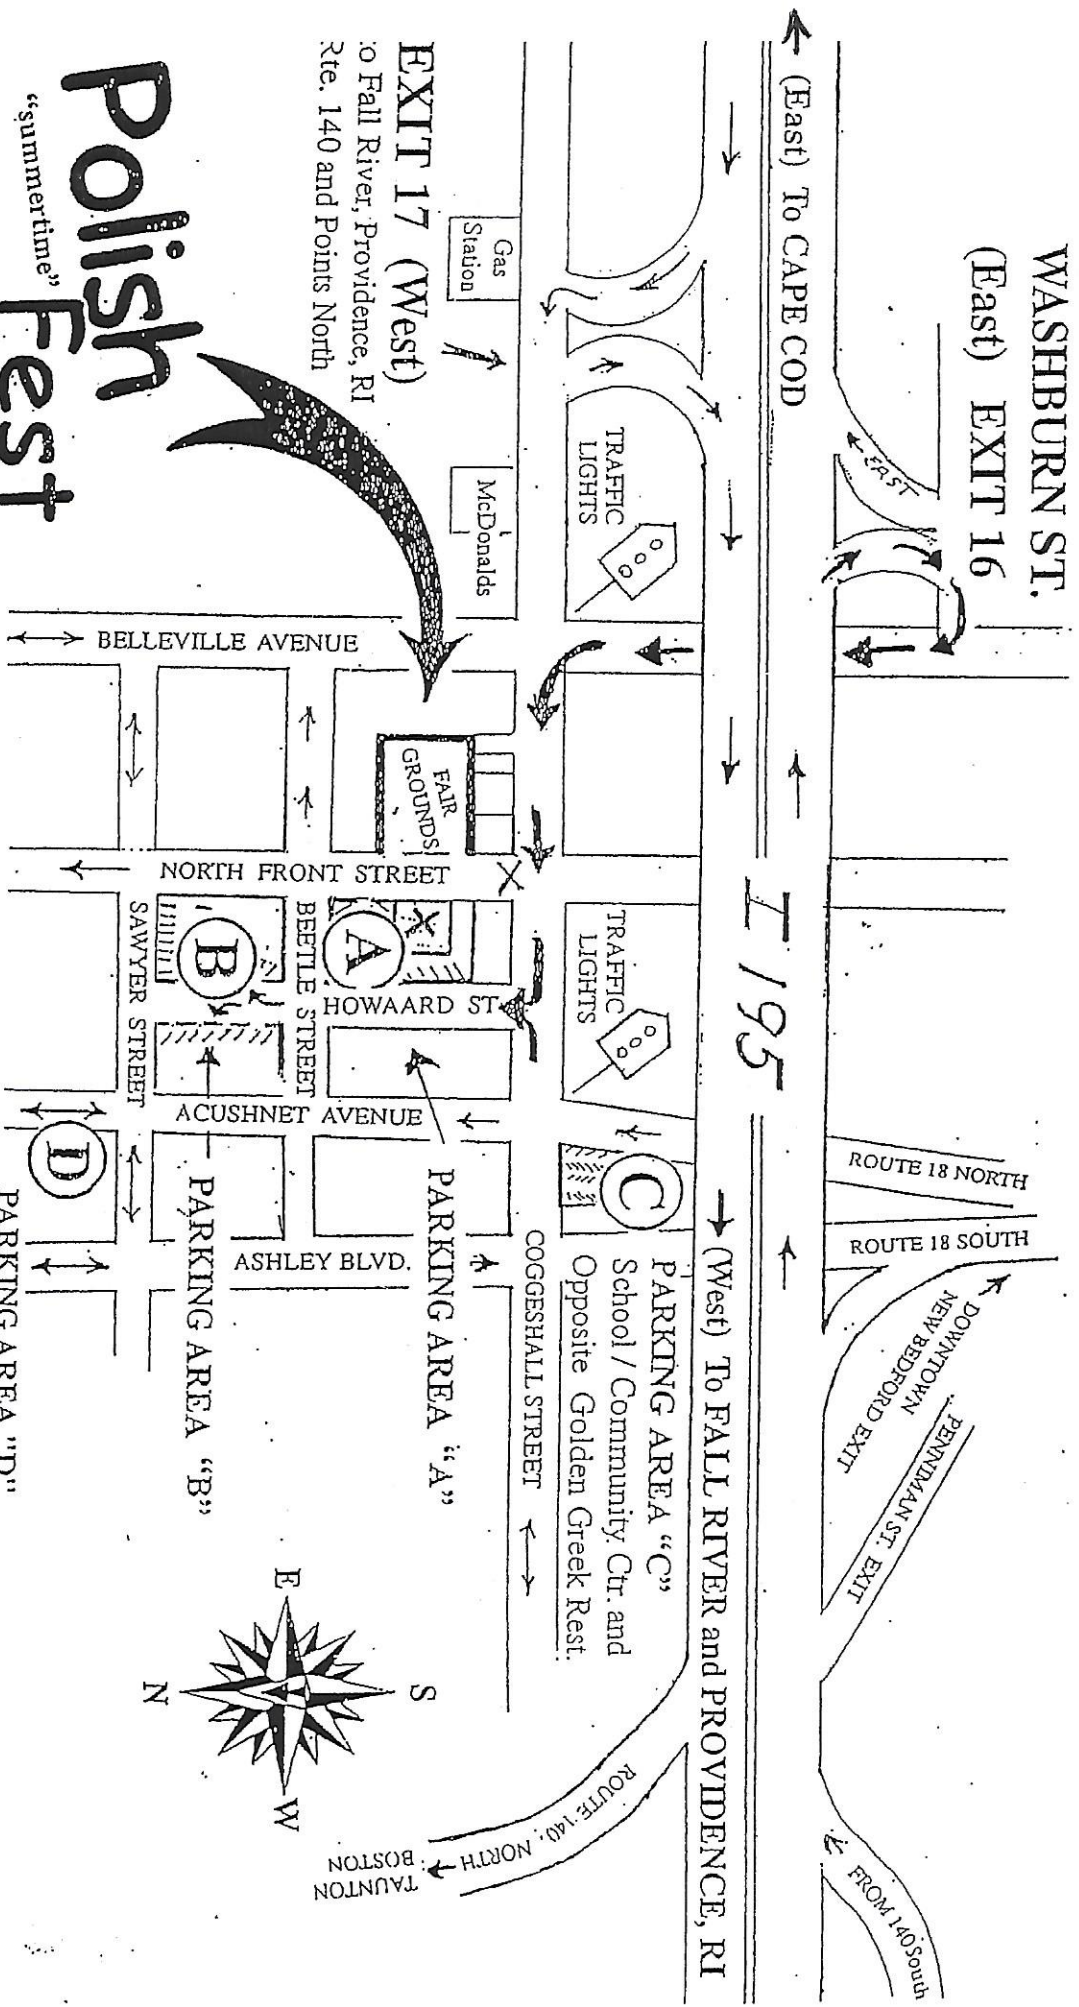 WASHBURN ST.
(East) EXIT 16
(East) To CAPE COD
EAST
I 195
ROUTE 18 NORTH
ROUTE 18 SOUTH
DOWNTOWN
NEW BEDFORD EXIT
PENNIMAN ST. EXIT
FROM 140 South
(West) To FALL RIVER and PROVIDENCE, RI
EXIT 17 (West)
o Fall River, Providence, RI
Rte. 140 and Points North
Gas
Station
McDonalds
TRAFFIC
LIGHTS
TRAFFIC
LIGHTS
C
PARKING AREA “C”
School / Community Ctr. and
Opposite Golden Greek Rest.
COGGESHALL STREET
ROUTE 140, NORTH
TAUNTON
BOSTON
Polish
“summertime”
Fest
BELLEVILLE AVENUE
FAIR
GROUNDS
X
NORTH FRONT STREET
X
A
B
BEETLE STREET
SAWYER STREET
HOWAARD ST
ACUSHNET AVENUE
D
ASHLEY BLVD.
PARKING AREA “A”
PARKING AREA “B”
PARKING AREA "D"
S
E
W
N